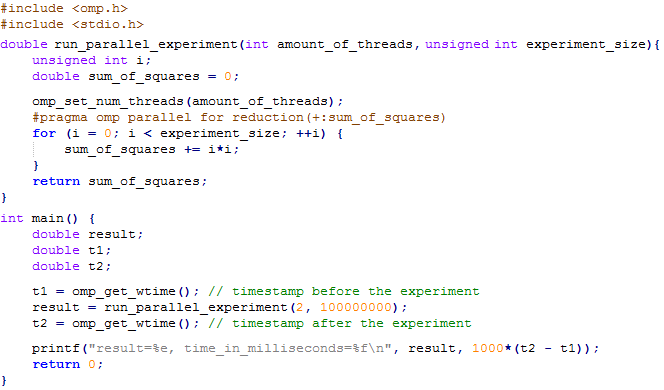 #include <omp.h>
#include <stdio.h>
double run_parallel_experiment(int amount_of_threads, unsigned int experiment_size){
    unsigned int i;
    double sum_of_squares = 0;
    omp_set_num_threads(amount_of_threads);
    #pragma omp parallel for reduction(+:sum_of_squares)
    for (i = 0; i < experiment_size; ++i) {
        sum_of_squares += i*i;
    }
    return sum_of_squares;
}
int main() {
    double result;
    double t1;
    double t2;
    t1 = omp_get_wtime(); // timestamp before the experiment
    result = run_parallel_experiment(2, 100000000);
    t2 = omp_get_wtime(); // timestamp after the experiment
    printf("result=%e, time_in_milliseconds=%f\n", result, 1000*(t2 - t1));
    return 0;
}